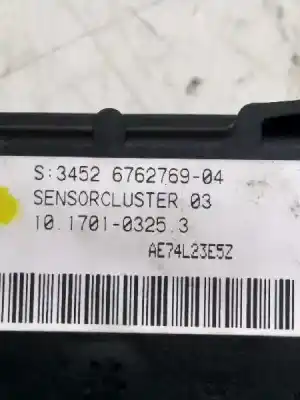 S:3452 6762769-04
SENSORCLUSTER 03
10.1701-0325.3
AE74L23E5Z